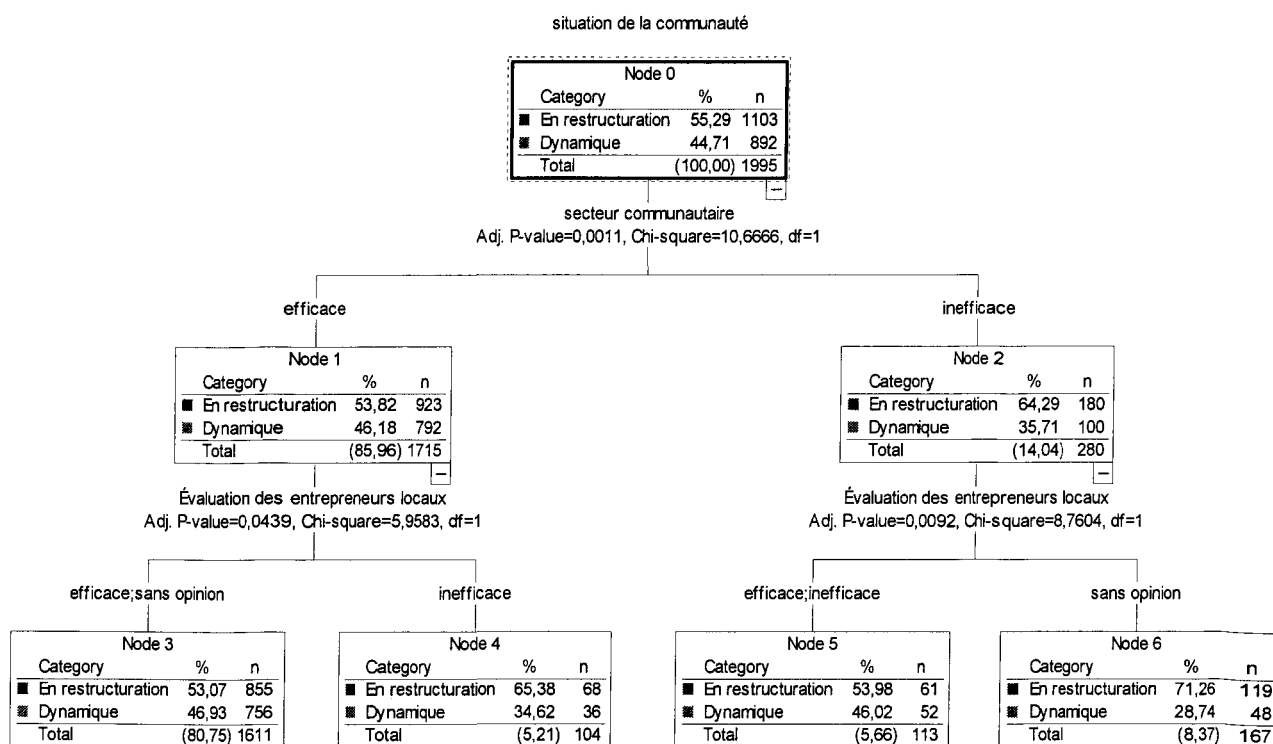 situation de la communauté
Node 0
Category % n
En restructuration 55,29 1103
Dynamique 44,71 892
Total (100,00) 1995
secteur communautaire
Adj. P-value=0,0011, Chi-square=10,6666, df=1
efficace
inefficace
Node 1
Category % n
En restructuration 53,82 923
Dynamique 46,18 792
Total (85,96) 1715
Node 2
Category % n
En restructuration 64,29 180
Dynamique 35,71 100
Total (14,04) 280
Évaluation des entrepreneurs locaux
Adj. P-value=0,0439, Chi-square=5,9583, df=1
Évaluation des entrepreneurs locaux
Adj. P-value=0,0092, Chi-square=8,7604, df=1
efficace;sans opinion
inefficace
efficace;inefficace
sans opinion
Node 3
Category % n
En restructuration 53,07 855
Dynamique 46,93 756
Total (80,75) 1611
Node 4
Category % n
En restructuration 65,38 68
Dynamique 34,62 36
Total (5,21) 104
Node 5
Category % n
En restructuration 53,98 61
Dynamique 46,02 52
Total (5,66) 113
Node 6
Category % n
En restructuration 71,26 119
Dynamique 28,74 48
Total (8,37) 167